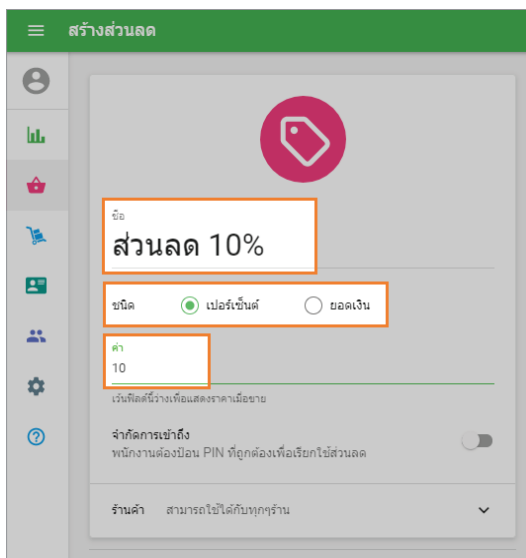 สร้างส่วนลด
ชื่อ
ส่วนลด 10%
ชนิด เปอร์เซ็นต์ ยอดเงิน
ค่า
10
เว้นฟิลด์นี้ว่างเพื่อแสดงราคาเมื่อขาย
จำกัดการเข้าถึง
พนักงานต้องป้อน PIN ที่ถูกต้องเพื่อเรียกใช้ส่วนลด
ร้านค้า สามารถใช้ได้กับทุกๆร้าน